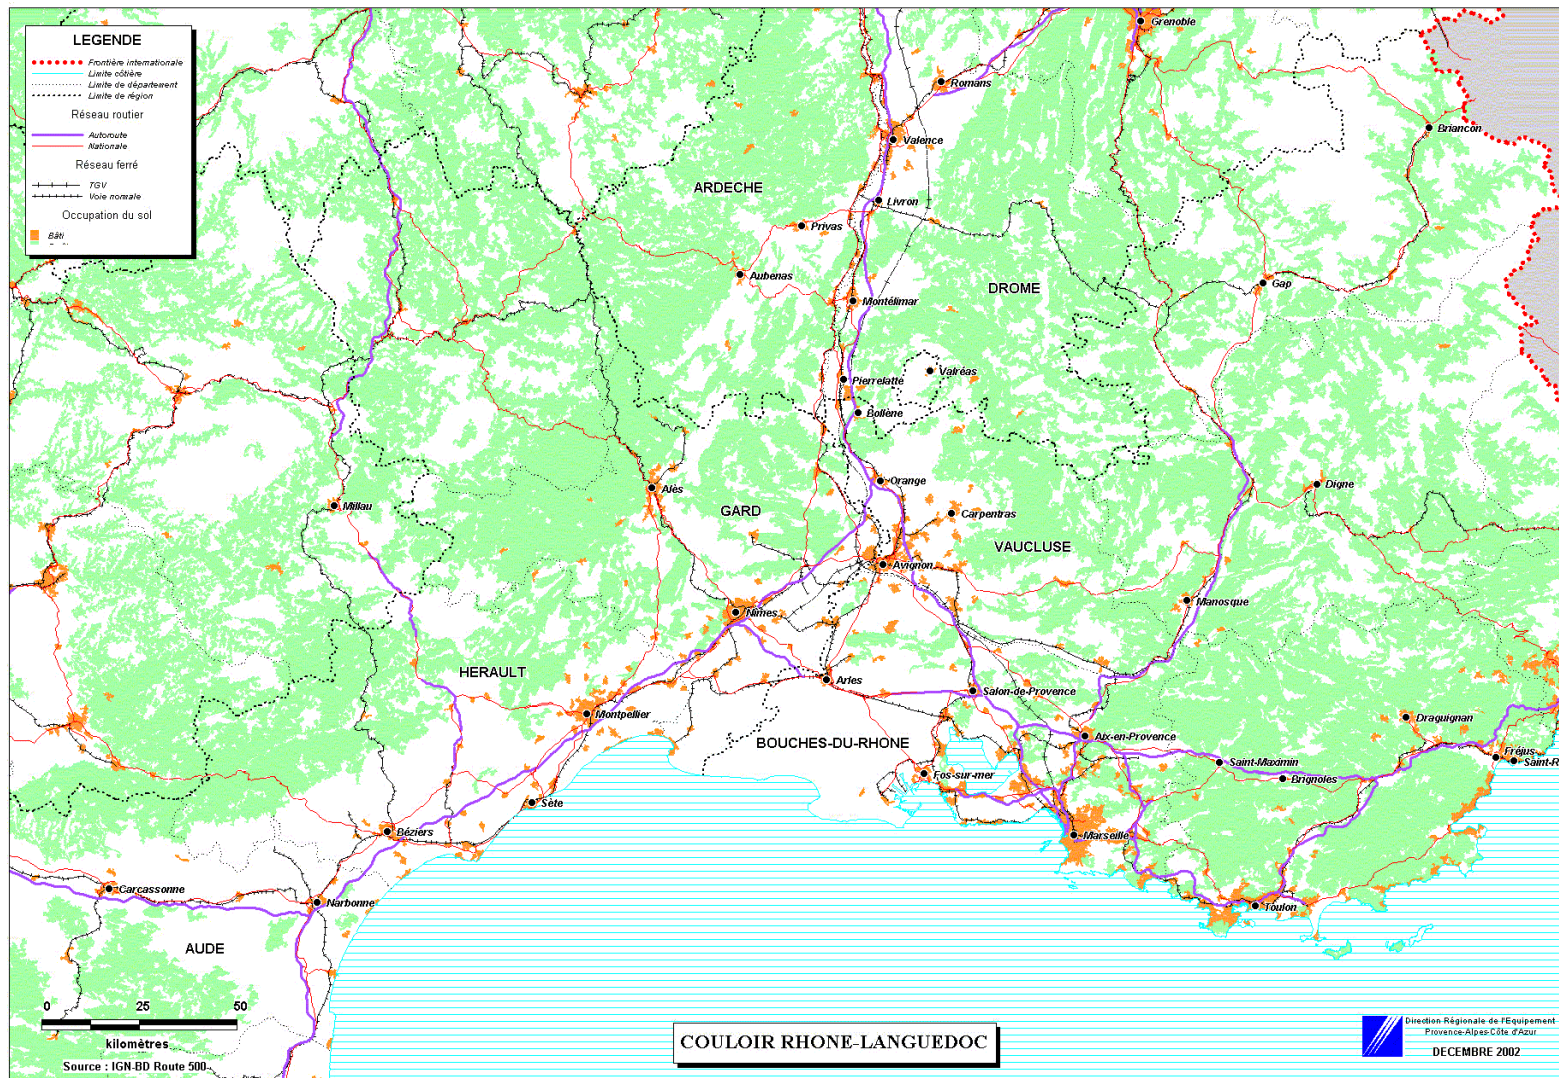 LEGENDE
Frontière internationale
Limite côtière
Limite de département
Limite de région
Réseau routier
Autoroute
Nationale
Réseau ferré
TGV
Voie normale
Occupation du sol
Bâti
Grenoble
Romans
Briancon
Valence
ARDECHE
Livron
Privas
Aubenas
Gap
DROME
Montélimar
Valréas
Pierrelatte
Bollène
Orange
Digne
Alès
Millau
GARD
Carpentras
VAUCLUSE
Avignon
Manosque
Nîmes
HERAULT
Arles
Salon-de-Provence
Montpellier
Draguignan
Aix-en-Provence
BOUCHES-DU-RHONE
Fréjus
Saint-Maximin
Saint-R
Fos-sur-mer
Brignoles
Sète
Béziers
Marseille
Carcassonne
Narbonne
Toulon
AUDE
0 25 50
kilomètres
Source : IGN-BD Route 500
COULOIR RHONE-LANGUEDOC
Direction Régionale de l'Equipement
Provence-Alpes-Côte d'Azur
DECEMBRE 2002